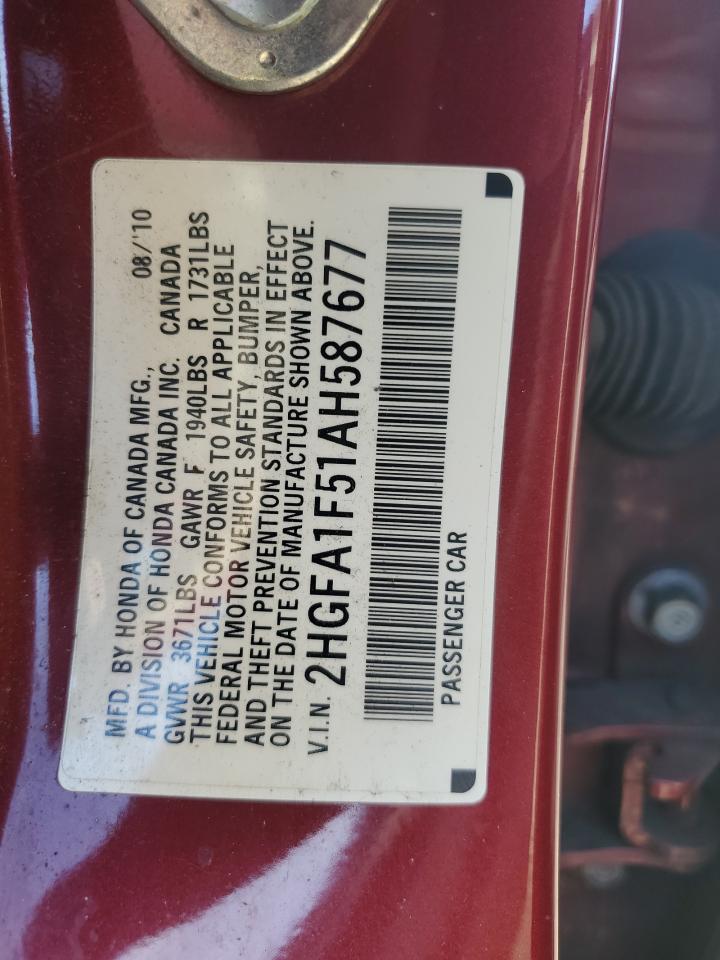 MFD. BY HONDA OF CANADA MFG., 08/'10
A DIVISION OF HONDA CANADA INC. CANADA
GVWR 3671LBS GAWR F 1940LBS R 1731LBS
THIS VEHICLE CONFORMS TO ALL APPLICABLE
FEDERAL MOTOR VEHICLE SAFETY, BUMPER,
AND THEFT PREVENTION STANDARDS IN EFFECT
ON THE DATE OF MANUFACTURE SHOWN ABOVE.
V.I.N. 2HGFA1F51AH587677
PASSENGER CAR